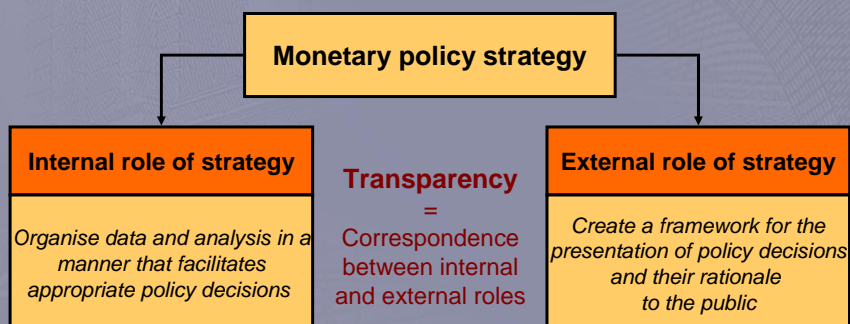 Monetary policy strategy
Internal role of strategy
Organise data and analysis in a
manner that facilitates
appropriate policy decisions
Transparency
=
Correspondence
between internal
and external roles
External role of strategy
Create a framework for the
presentation of policy decisions
and their rationale
to the public